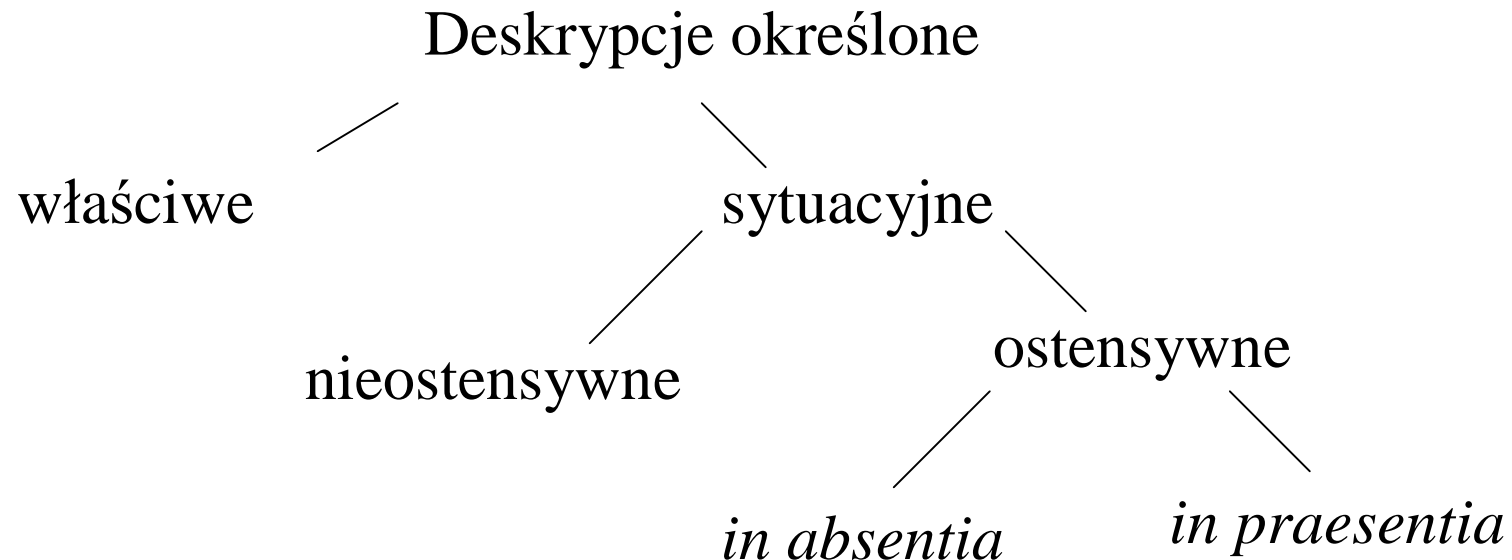 Deskrypcje określone
właściwe
sytuacyjne
ostensywne
nieostensywne
in absentia
in praesentia